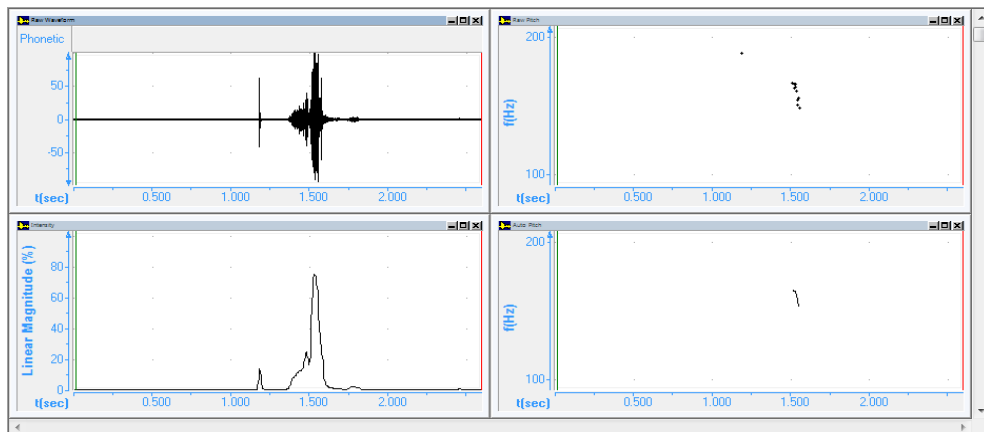 Raw Waveform
Phonetic
50
0
-50
t(sec) 0.500 1.000 1.500 2.000
Raw Pitch
200
f(Hz)
100
t(sec) 0.500 1.000 1.500 2.000
Intensity
Linear Magnitude (%)
80
60
40
20
0
t(sec) 0.500 1.000 1.500 2.000
Auto Pitch
200
f(Hz)
100
t(sec) 0.500 1.000 1.500 2.000